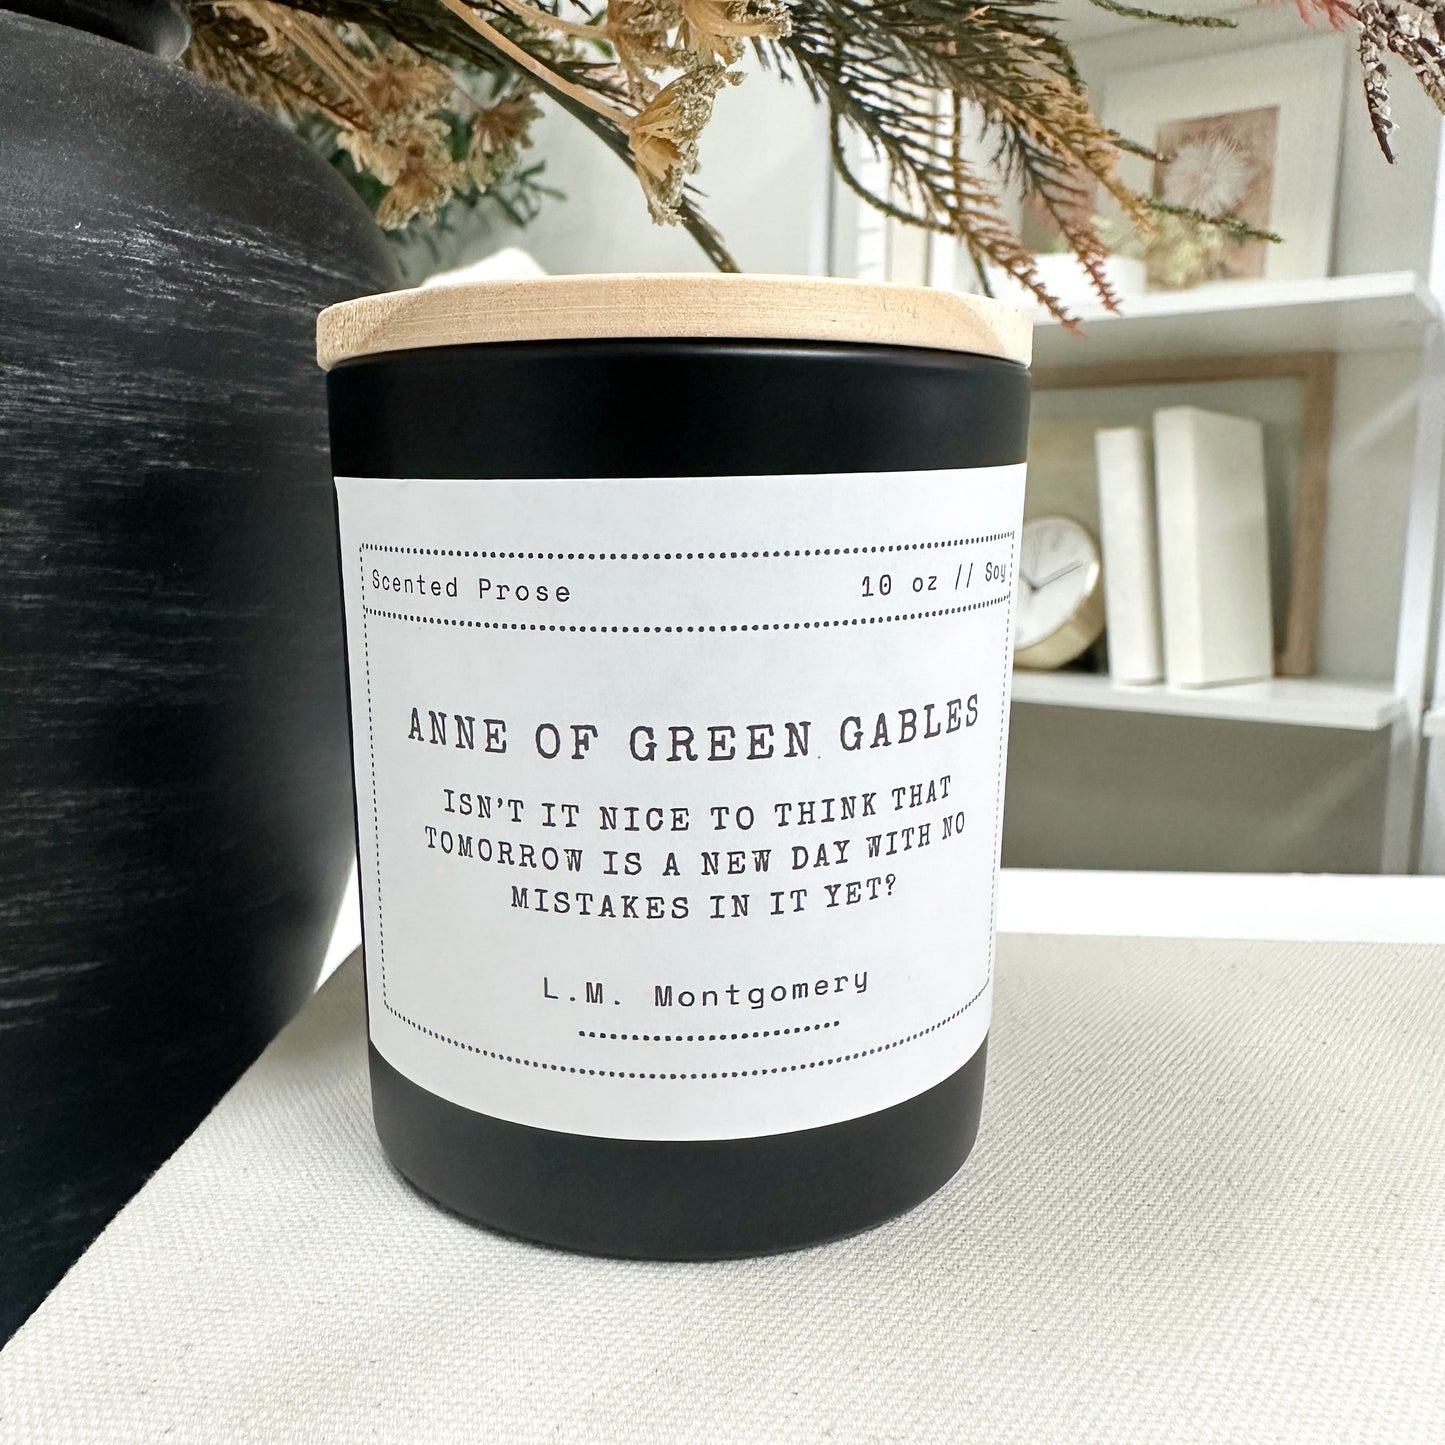 Scented Prose
10 oz // Soy
ANNE OF GREEN GABLES
ISN'T IT NICE TO THINK THAT
TOMORROW IS A NEW DAY WITH NO
MISTAKES IN IT YET?
L.M. Montgomery